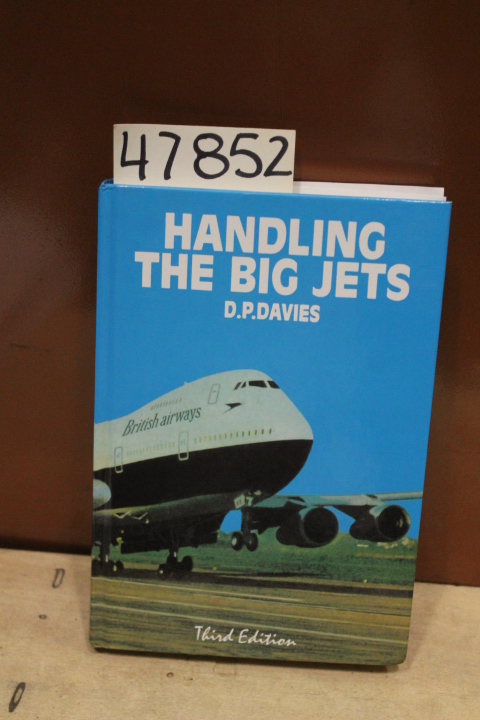 47852
HANDLING
THE BIG JETS
D.P.DAVIES
British airways
Third Edition